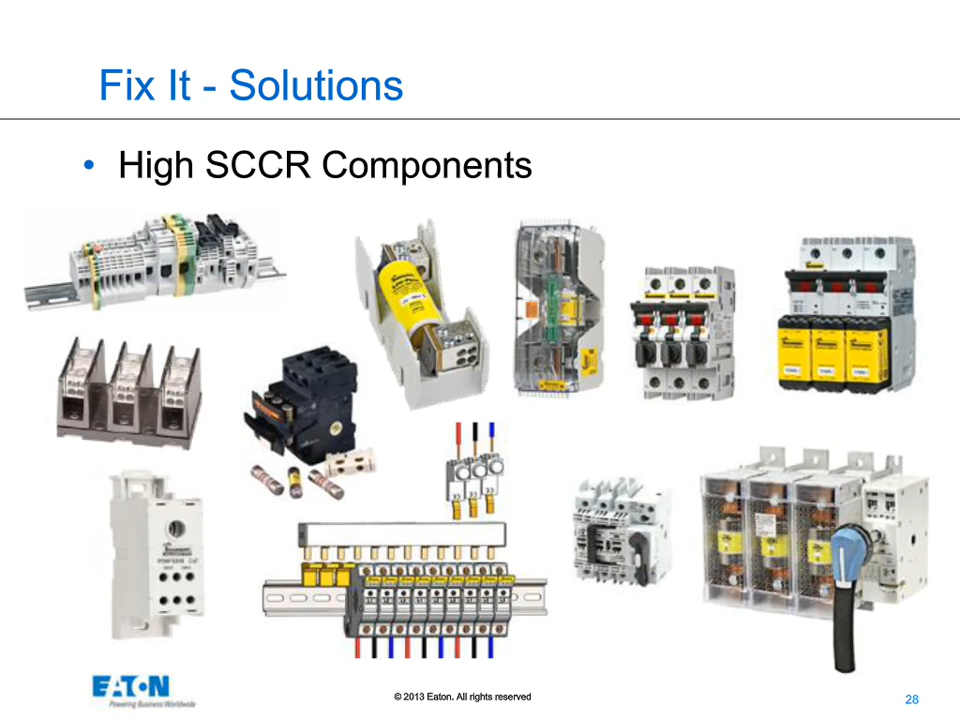 Fix It - Solutions
• High SCCR Components
EATON
Powering Business Worldwide
© 2013 Eaton. All rights reserved
28